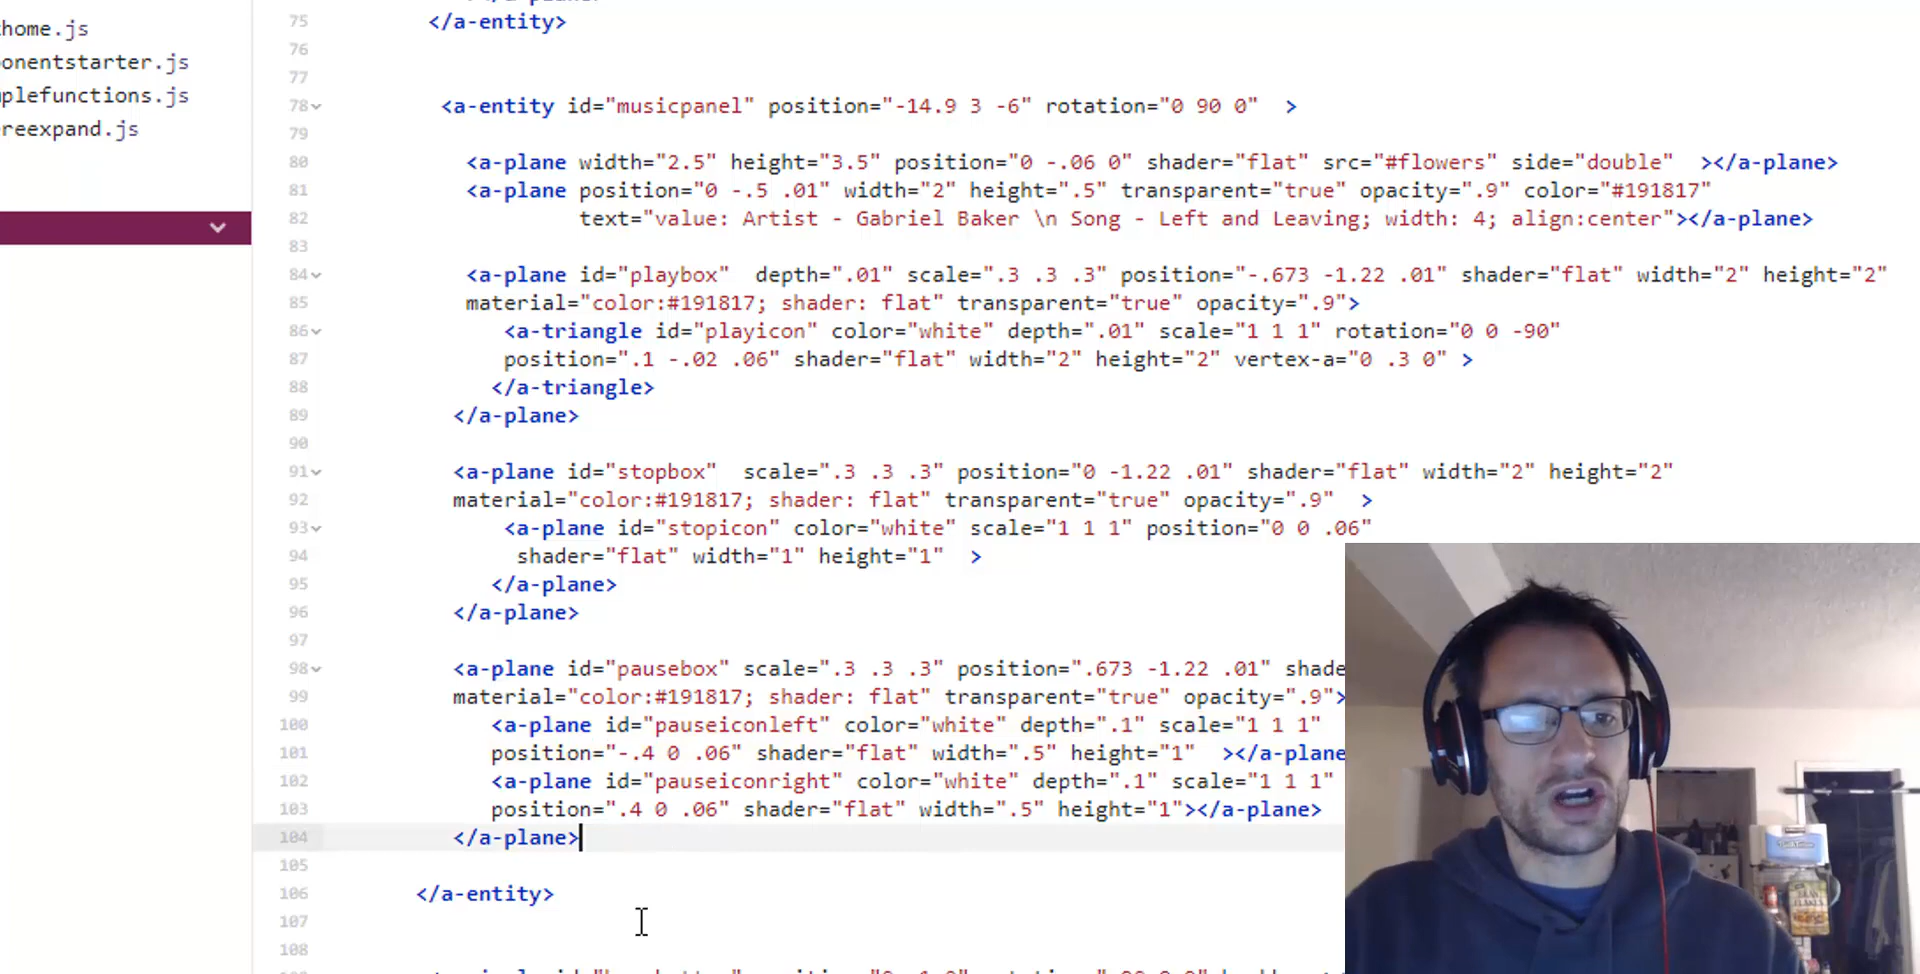 home.js
onentstarter.js
plefunctions.js
reexpand.js
75 </a-entity>
76
77
78 <a-entity id="musicpanel" position="-14.9 3 -6" rotation="0 90 0"  >
79
80 <a-plane width="2.5" height="3.5" position="0 -.06 0" shader="flat" src="#flowers" side="double"  ></a-plane>
81 <a-plane position="0 -.5 .01" width="2" height=".5" transparent="true" opacity=".9" color="#191817"
82 text="value: Artist - Gabriel Baker \n Song - Left and Leaving; width: 4; align:center"></a-plane>
83
84 <a-plane id="playbox"  depth=".01" scale=".3 .3 .3" position="-.673 -1.22 .01" shader="flat" width="2" height="2"
85 material="color:#191817; shader: flat" transparent="true" opacity=".9">
86 <a-triangle id="playicon" color="white" depth=".01" scale="1 1 1" rotation="0 0 -90"
87 position=".1 -.02 .06" shader="flat" width="2" height="2" vertex-a="0 .3 0" >
88 </a-triangle>
89 </a-plane>
90
91 <a-plane id="stopbox"  scale=".3 .3 .3" position="0 -1.22 .01" shader="flat" width="2" height="2"
92 material="color:#191817; shader: flat" transparent="true" opacity=".9"  >
93 <a-plane id="stopicon" color="white" scale="1 1 1" position="0 0 .06"
94 shader="flat" width="1" height="1"  >
95 </a-plane>
96 </a-plane>
97
98 <a-plane id="pausebox" scale=".3 .3 .3" position=".673 -1.22 .01" shade
99 material="color:#191817; shader: flat" transparent="true" opacity=".9">
100 <a-plane id="pauseiconleft" color="white" depth=".1" scale="1 1 1"
101 position="-.4 0 .06" shader="flat" width=".5" height="1"  ></a-plane
102 <a-plane id="pauseiconright" color="white" depth=".1" scale="1 1 1"
103 position=".4 0 .06" shader="flat" width=".5" height="1"></a-plane>
104 </a-plane>
105
106 </a-entity>
107
108